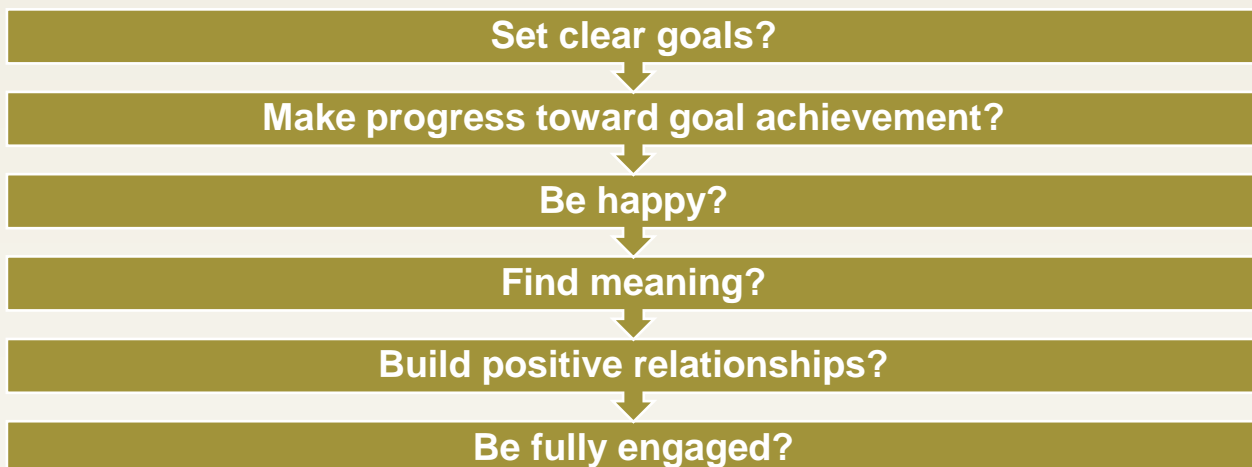 Set clear goals?
Make progress toward goal achievement?
Be happy?
Find meaning?
Build positive relationships?
Be fully engaged?